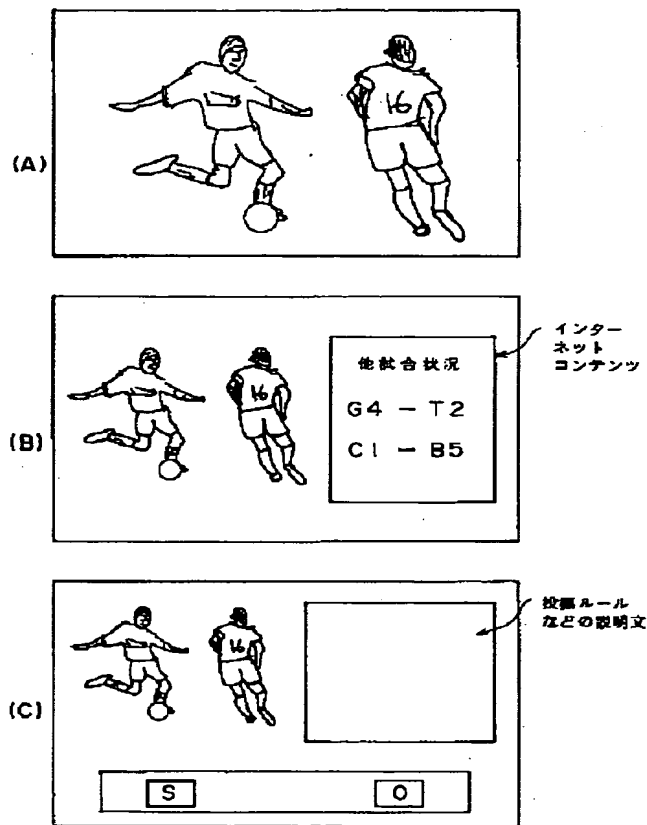 (A)
16
(B)
16
他試合状況
G4 － T2
C1 － B5
インター
ネット
コンテンツ
(C)
16
投票ルール
などの説明文
S
O